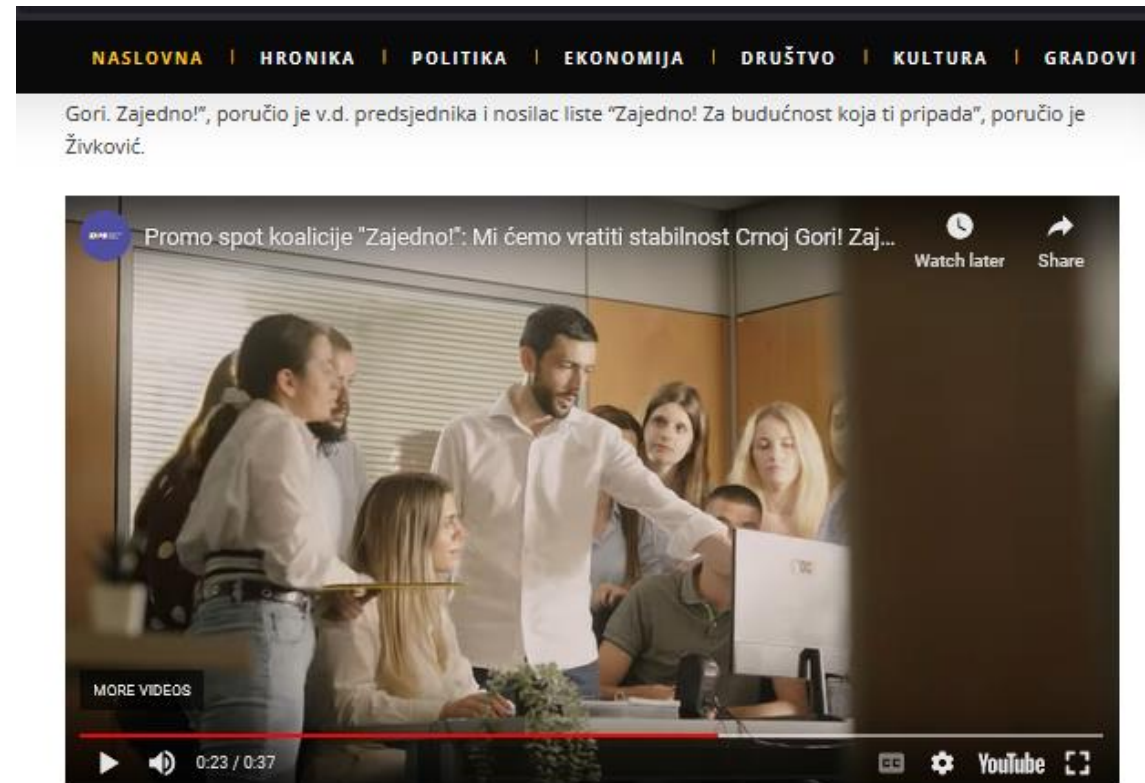 NASLOVNA | HRONIKA | POLITIKA | EKONOMIJA | DRUŠTVO | KULTURA | GRADOVI
Gori. Zajedno!”, poručio je v.d. predsjednika i nosilac liste “Zajedno! Za budućnost koja ti pripada”, poručio je
Živković.
Promo spot koalicije "Zajedno!": Mi ćemo vratiti stabilnost Crnoj Gori! Zaj...
Watch later
Share
MORE VIDEOS
0:23 / 0:37
CC
YouTube